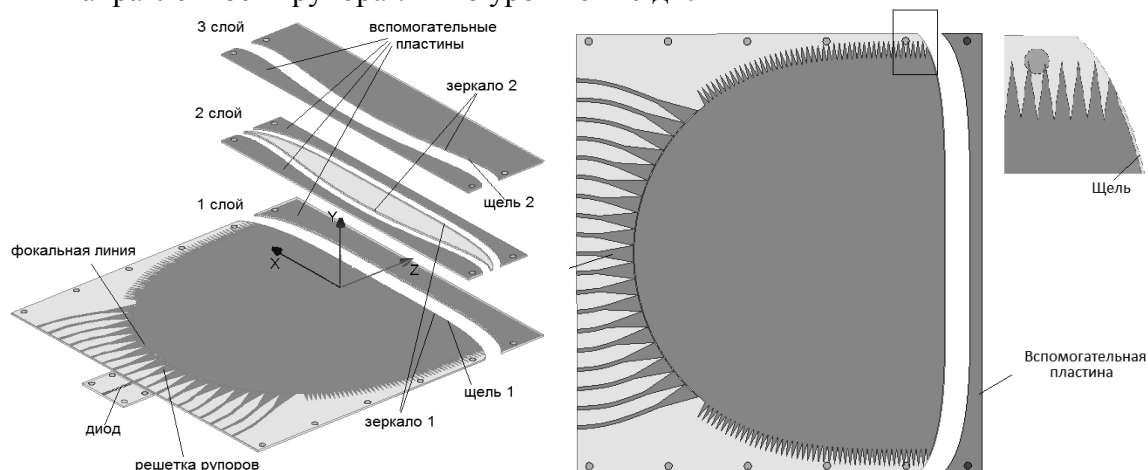 3 слой
вспомогательные
пластины
зеркало 2
2 слой
щель 2
1 слой
Y
фокальная линия
X
Z
щель 1
зеркало 1
диод
решетка рупоров
Щель
Вспомогательная
пластина